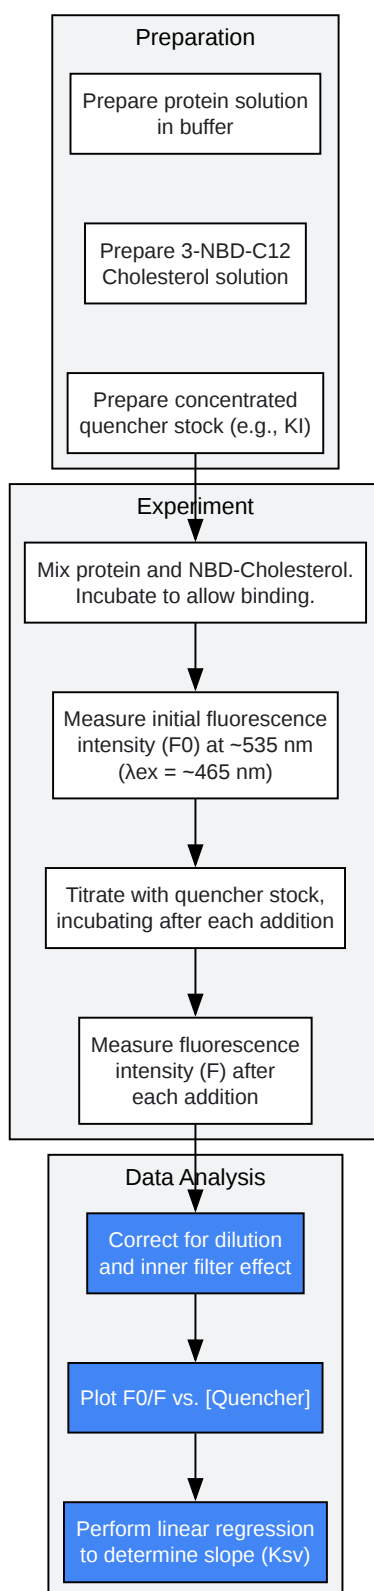 Preparation
Prepare protein solution
in buffer
Prepare 3-NBD-C12
Cholesterol solution
Prepare concentrated
quencher stock (e.g., KI)
Experiment
Mix protein and NBD-Cholesterol.
Incubate to allow binding.
Measure initial fluorescence
intensity (F0) at ~535 nm
(λex = ~465 nm)
Titrate with quencher stock,
incubating after each addition
Measure fluorescence
intensity (F) after
each addition
Data Analysis
Correct for dilution
and inner filter effect
Plot F0/F vs. [Quencher]
Perform linear regression
to determine slope (Ksv)